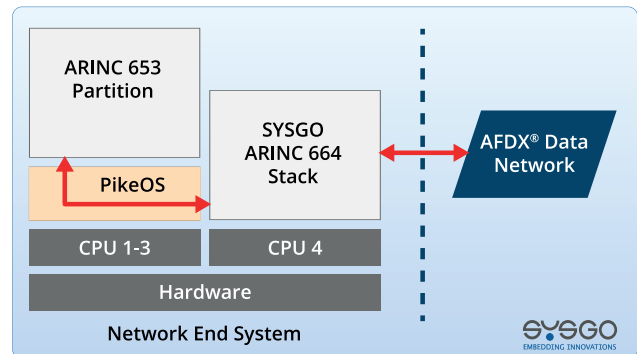 ARINC 653
Partition
SYSGO
ARINC 664
Stack
AFDX® Data
Network
PikeOS
CPU 1-3
CPU 4
Hardware
Network End System
SYSGO
EMBEDDING INNOVATIONS